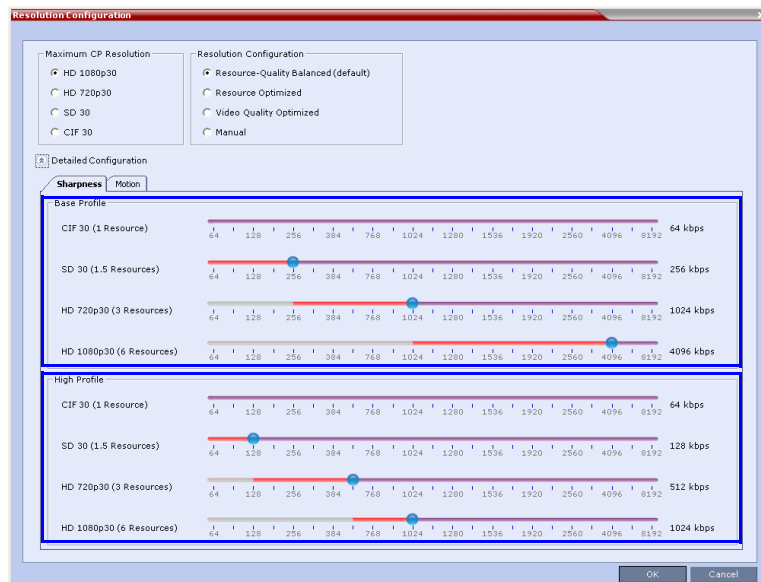 Resolution Configuration
Maximum CP Resolution
HD 1080p30
HD 720p30
SD 30
CIF 30
Resolution Configuration
Resource-Quality Balanced (default)
Resource Optimized
Video Quality Optimized
Manual
Detailed Configuration
Sharpness Motion
Base Profile
CIF 30 (1 Resource) 64 kbps
64 128 256 384 768 1024 1280 1536 1920 2560 4096 8192
SD 30 (1.5 Resources) 256 kbps
64 128 256 384 768 1024 1280 1536 1920 2560 4096 8192
HD 720p30 (3 Resources) 1024 kbps
64 128 256 384 768 1024 1280 1536 1920 2560 4096 8192
HD 1080p30 (6 Resources) 4096 kbps
64 128 256 384 768 1024 1280 1536 1920 2560 4096 8192
High Profile
CIF 30 (1 Resource) 64 kbps
64 128 256 384 768 1024 1280 1536 1920 2560 4096 8192
SD 30 (1.5 Resources) 128 kbps
64 128 256 384 768 1024 1280 1536 1920 2560 4096 8192
HD 720p30 (3 Resources) 512 kbps
64 128 256 384 768 1024 1280 1536 1920 2560 4096 8192
HD 1080p30 (6 Resources) 1024 kbps
64 128 256 384 768 1024 1280 1536 1920 2560 4096 8192
OK Cancel